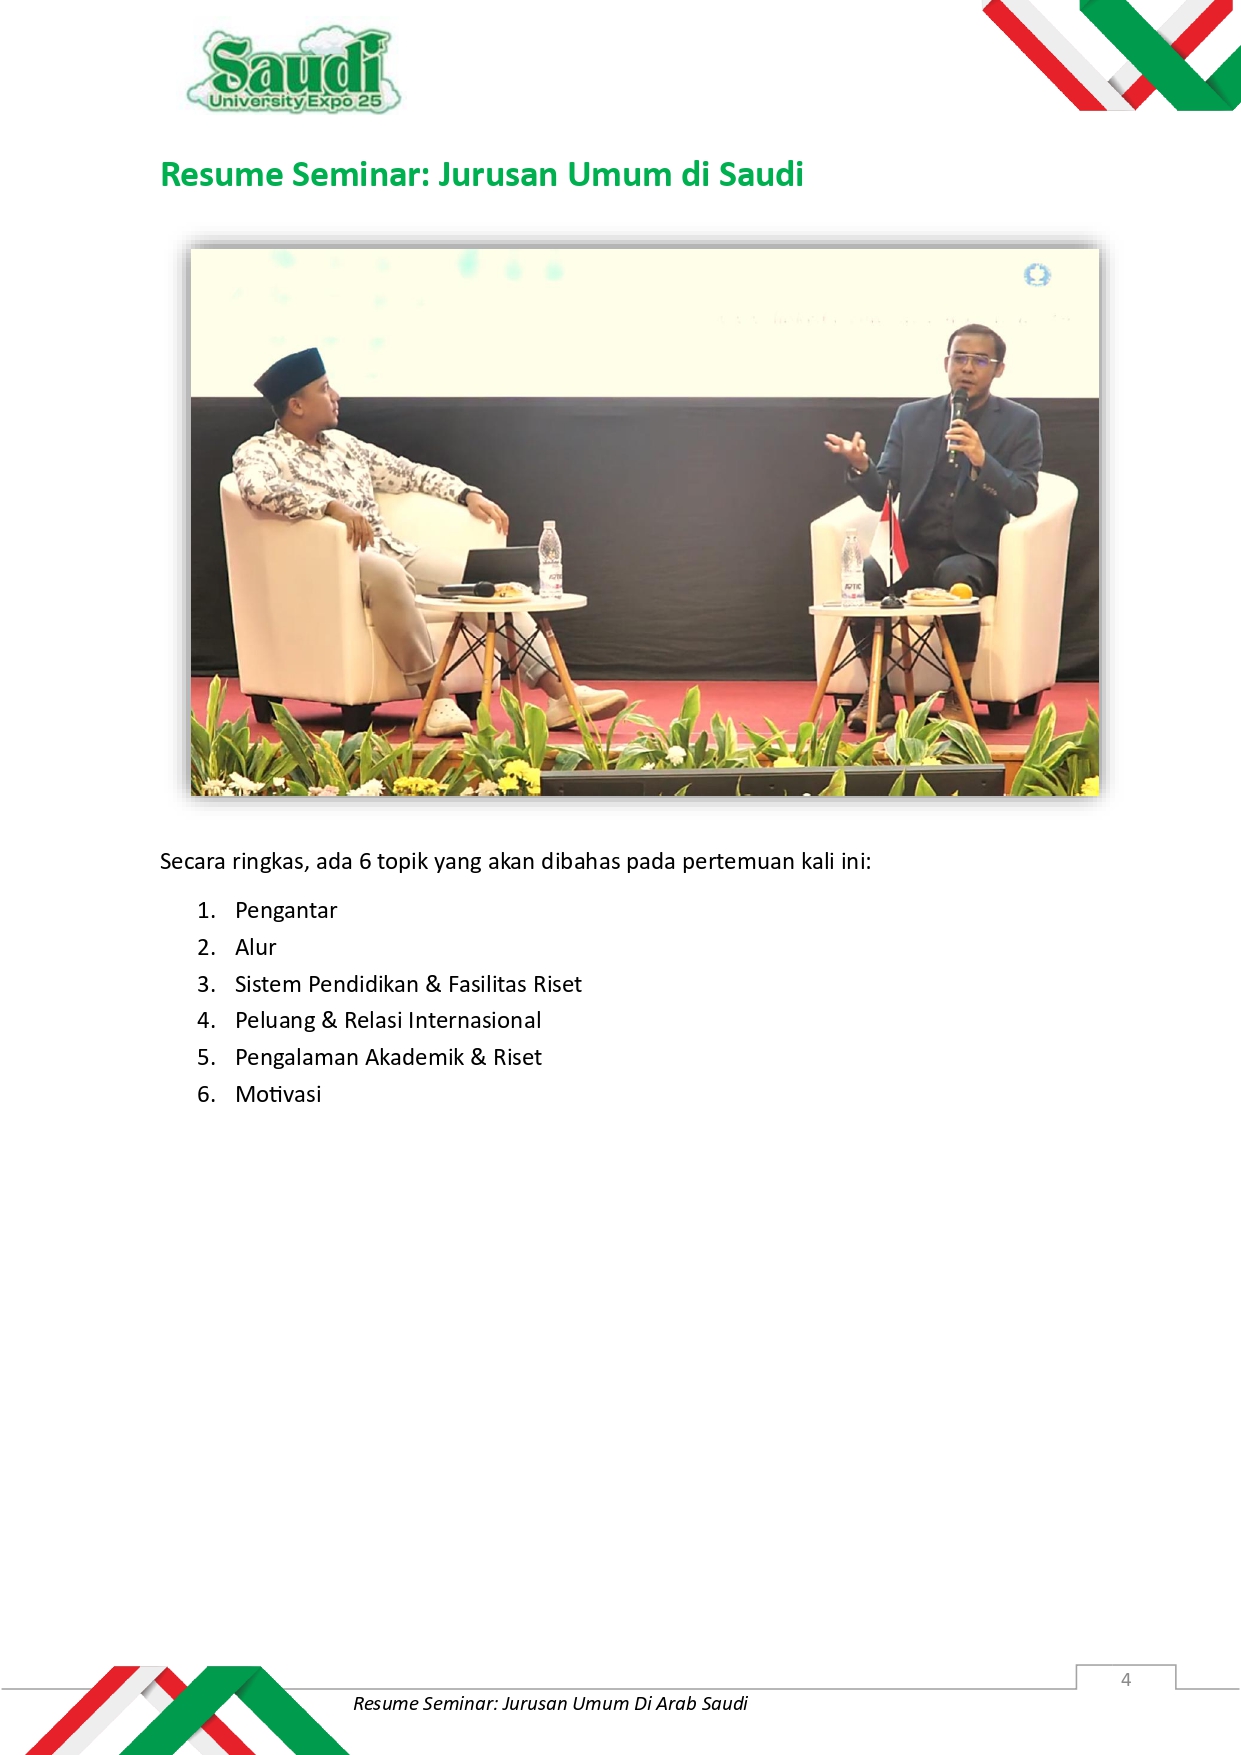 Saudi
University Expo 25
Resume Seminar: Jurusan Umum di Saudi
Secara ringkas, ada 6 topik yang akan dibahas pada pertemuan kali ini:
1. Pengantar
2. Alur
3. Sistem Pendidikan & Fasilitas Riset
4. Peluang & Relasi Internasional
5. Pengalaman Akademik & Riset
6. Motivasi
4
Resume Seminar: Jurusan Umum Di Arab Saudi